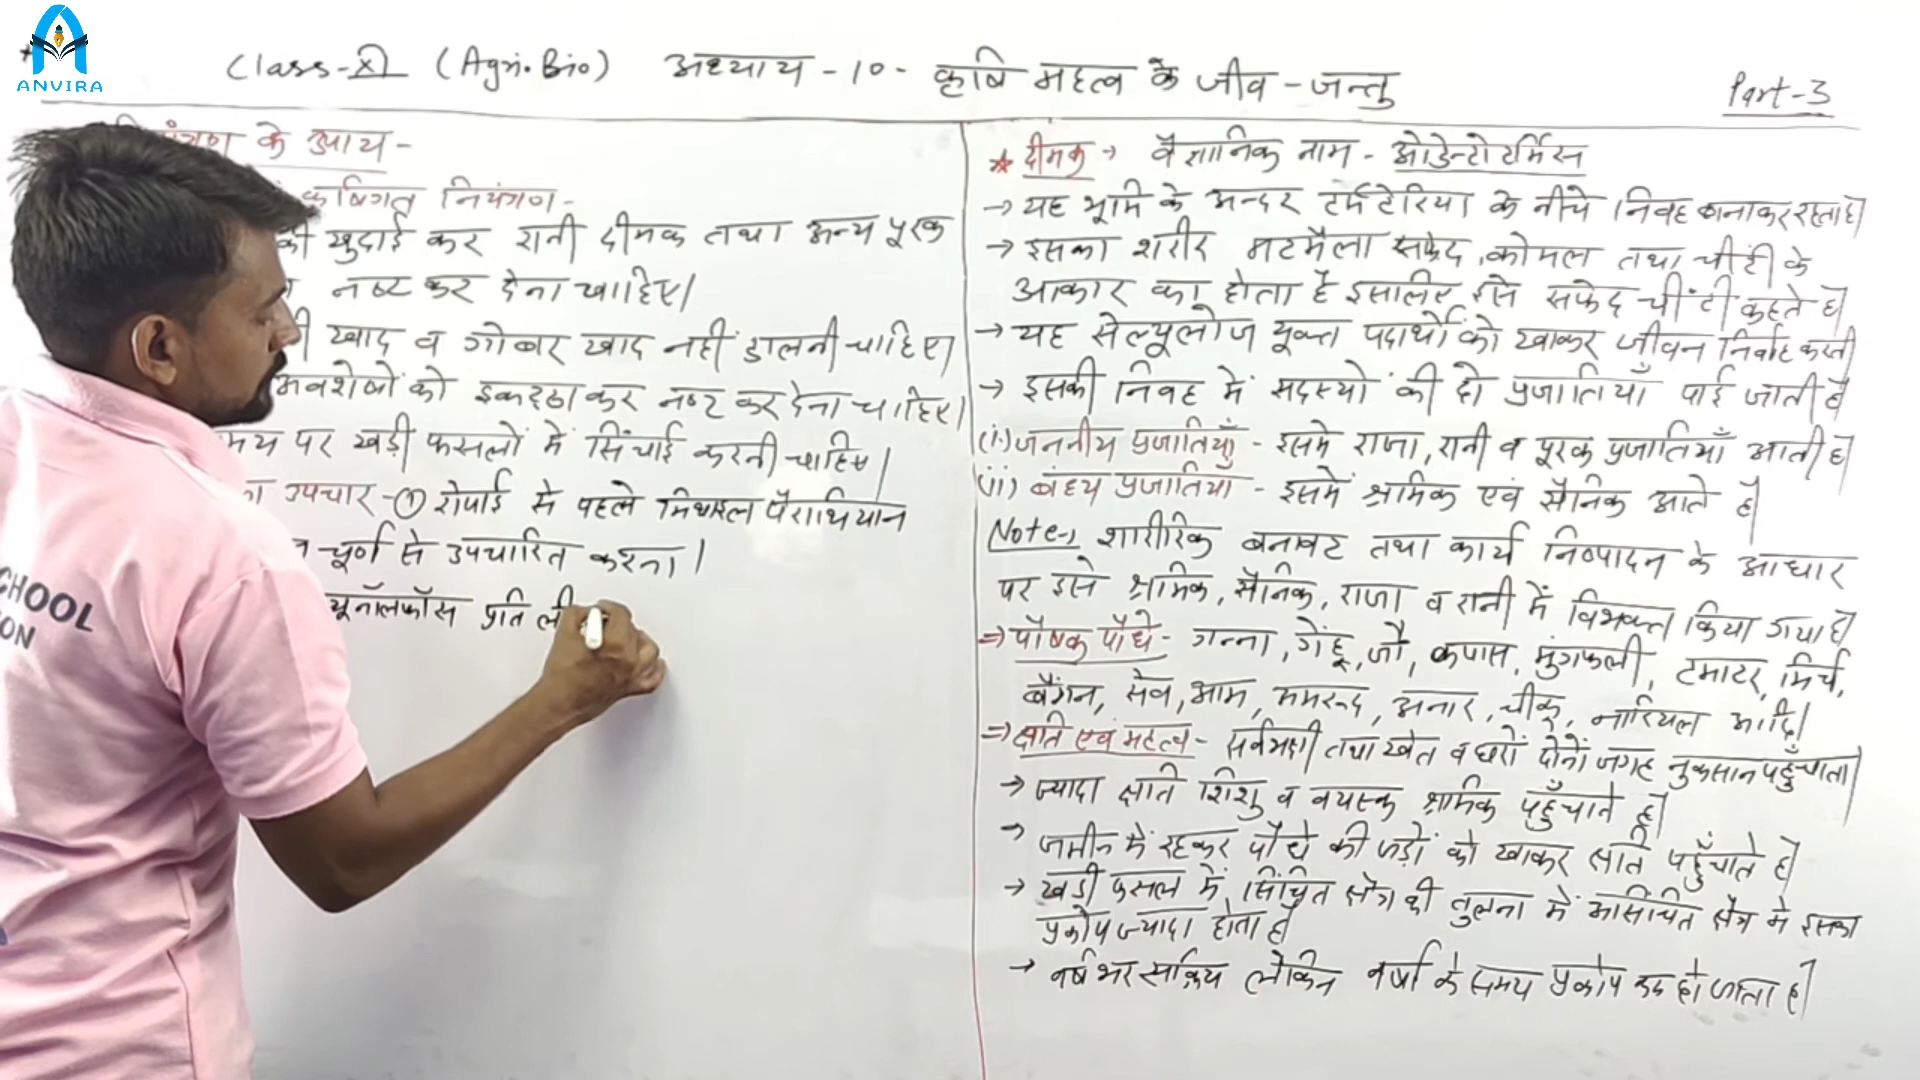 ANVIRA
Class-XI (Agri. Bio) अध्याय - 10 - कृषि महत्व के जीव - जन्तु
Part-3
के उपाय -
कृषिगत नियंत्रण -
की खुदाई कर रानी दीमक तथा अन्य पूरक
नष्ट कर देना चाहिए।
खाद व गोबर खाद नहीं डालनी चाहिए।
अवशेषों को इकट्ठा कर नष्ट कर देना चाहिए।
पर खड़ी फसलों में सिंचाई करनी चाहिए।
उपचार - ① रोपाई से पहले मिथाइल पैराथियान
चूर्ण से उपचारित करना।
यूनॉलफॉस प्रति ली
CHOOL
ON
* दीमक → वैज्ञानिक नाम - ओडेन्टोटर्मिस
→ यह भूमि के अन्दर टर्मेटेरिया के नीचे निवह बनाकर रहता है
→ इसका शरीर मटमैला सफेद, कोमल तथा चींटी के
आकार का होता है इसलिए इसे सफेद चींटी कहते है
→ यह सेल्यूलोज युक्त पदार्थों को खाकर जीवन निर्वाह करती
→ इसकी निवह में सदस्यों की दो प्रजातियाँ पाई जाती है
(i) जननीय प्रजातियाँ - इसमे राजा, रानी व पूरक प्रजातियाँ आती है
(ii) बंध्य प्रजातियाँ - इसमें श्रमिक एवं सैनिक आते है
Note→ शारीरिक बनावट तथा कार्य निष्पादन के आधार
पर इसे श्रमिक, सैनिक, राजा व रानी में विभक्त किया गया है
⇒ पौषक पौधे - गन्ना, गेंहू, जौ, कपास, मुंगफली, टमाटर, मिर्च,
बैंगन, सेव, आम, अमरूद, अनार, चीकू, नारियल आदि।
⇒ क्षति एवं महत्व - सर्वभक्षी तथा खेत व घरों दोनों जगह नुकसान पहुँचाता
→ ज्यादा क्षति शिशु व वयस्क श्रमिक पहुँचाते है
→ जमीन में रहकर पौधे की जड़ों को खाकर क्षति पहुँचाते है
→ खड़ी फसल में सिंचित क्षेत्र की तुलना में असिंचित क्षेत्र मे इसका
प्रकोप ज्यादा होता है
→ वर्षभर सक्रिय लेकिन वर्षा के समय प्रकोप कम हो जाता है